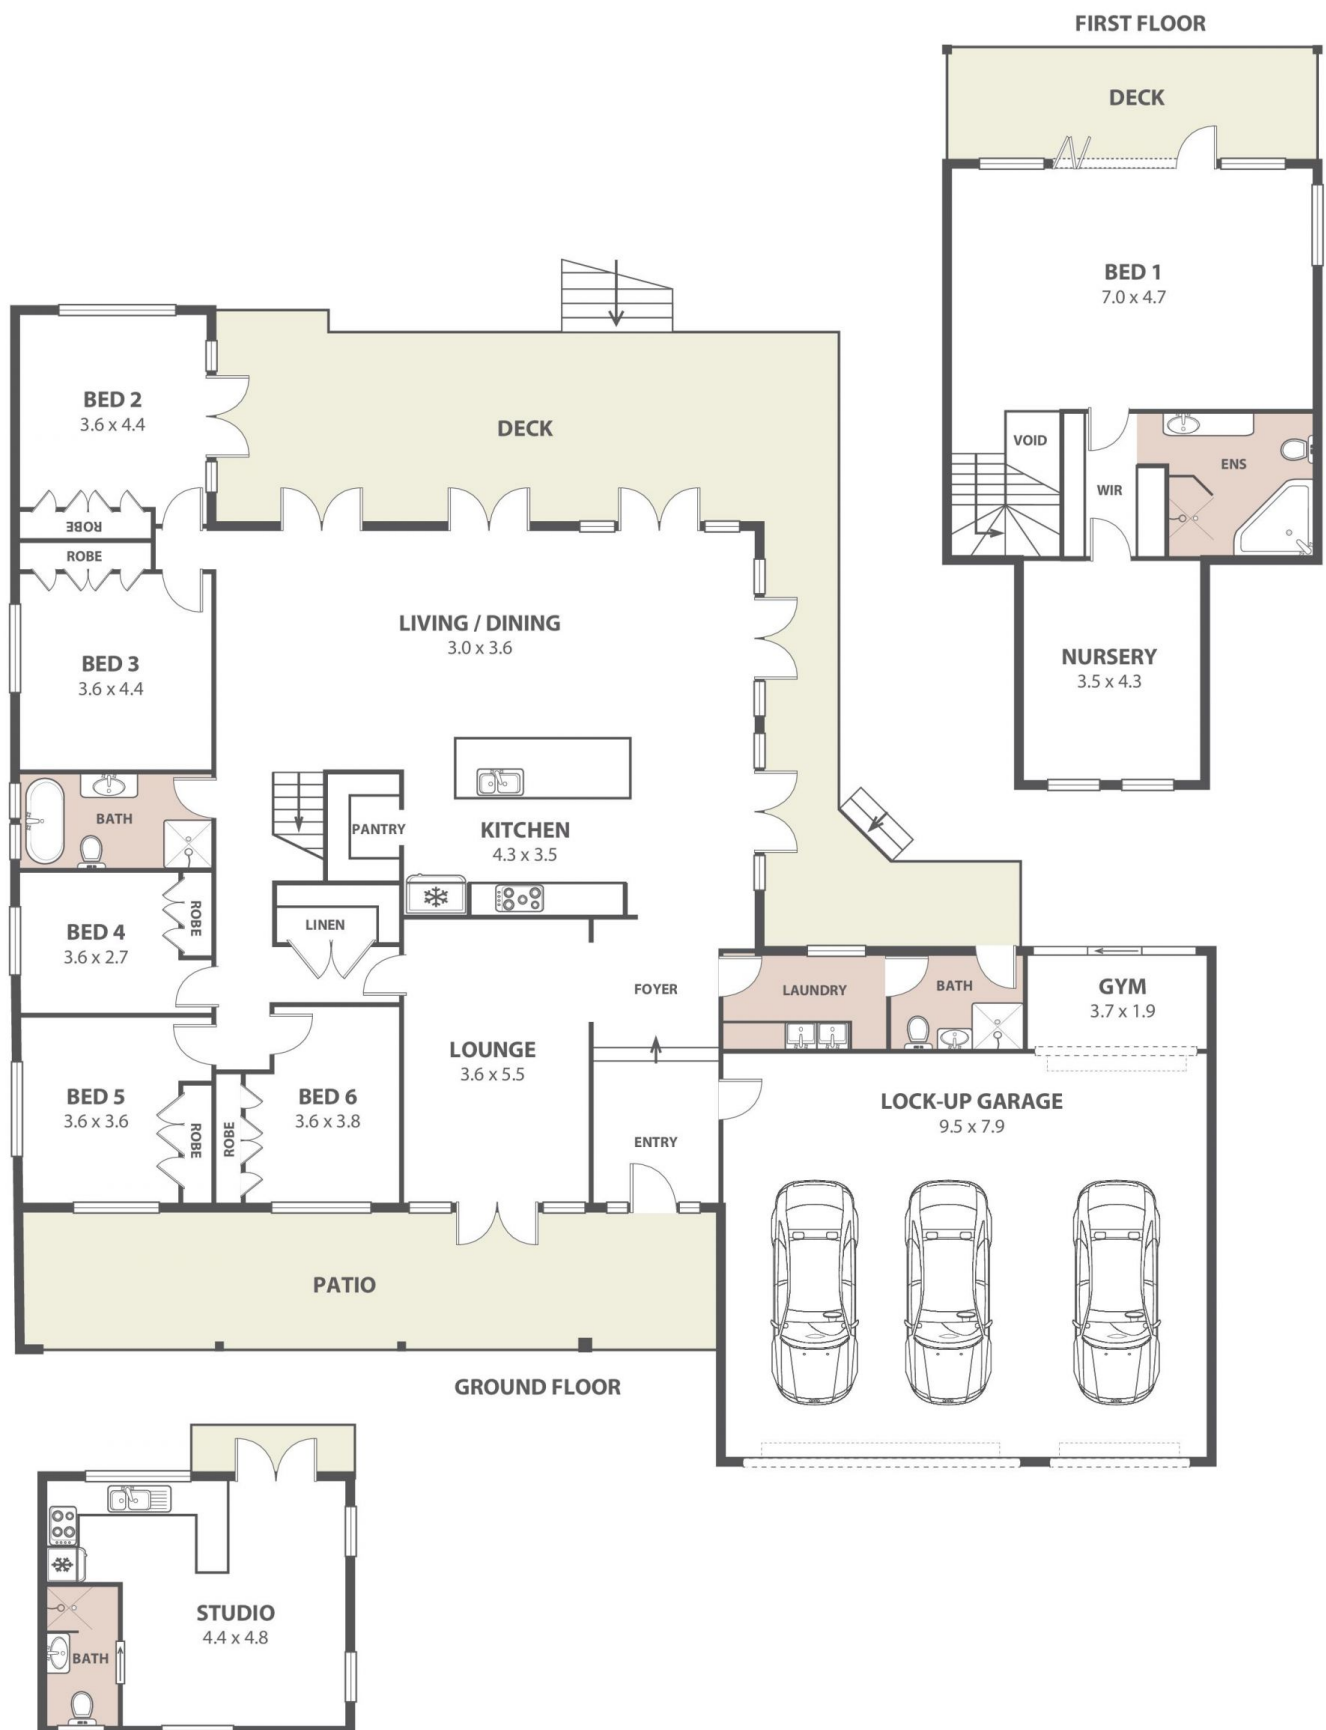 FIRST FLOOR
DECK
BED 1
7.0 x 4.7
VOID
WIR
ENS
NURSERY
3.5 x 4.3
BED 2
3.6 x 4.4
ROBE
DECK
ROBE
BED 3
3.6 x 4.4
LIVING / DINING
3.0 x 3.6
BATH
PANTRY
KITCHEN
4.3 x 3.5
BED 4
3.6 x 2.7
ROBE
LINEN
FOYER
LAUNDRY
BATH
GYM
3.7 x 1.9
LOUNGE
3.6 x 5.5
BED 5
3.6 x 3.6
ROBE
ROBE
BED 6
3.6 x 3.8
ENTRY
LOCK-UP GARAGE
9.5 x 7.9
PATIO
GROUND FLOOR
STUDIO
4.4 x 4.8
BATH